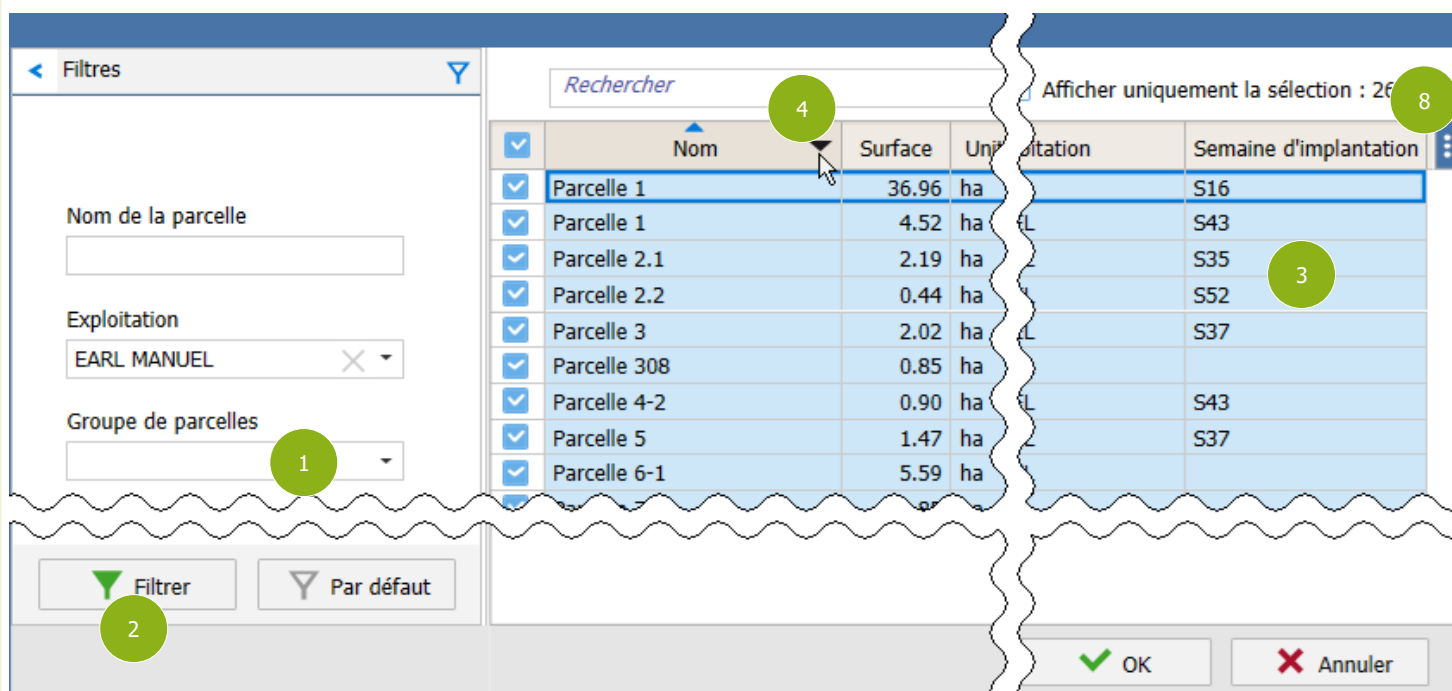 < Filtres
Rechercher
4
Afficher uniquement la sélection : 26
8
Nom Surface Unit oitation Semaine d'implantation
Parcelle 1 36.96 ha S16
Parcelle 1 4.52 ha S43
Parcelle 2.1 2.19 ha S35
Parcelle 2.2 0.44 ha S52
Parcelle 3 2.02 ha S37
Parcelle 308 0.85 ha
Parcelle 4-2 0.90 ha S43
Parcelle 5 1.47 ha S37
Parcelle 6-1 5.59 ha
3
Nom de la parcelle
Exploitation
EARL MANUEL
Groupe de parcelles
1
Filtrer
Par défaut
2
OK
Annuler